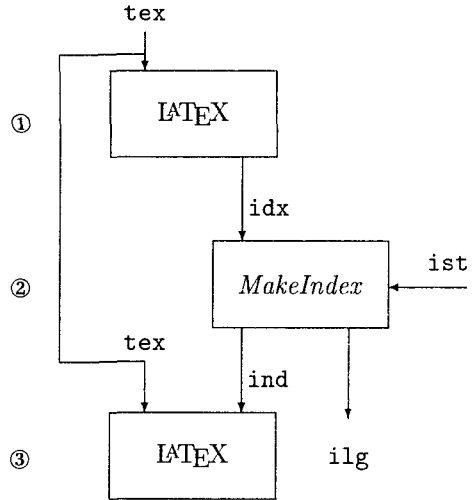 tex
① LATEX
idx
② MakeIndex ist
tex
ind
③ LATEX ilg